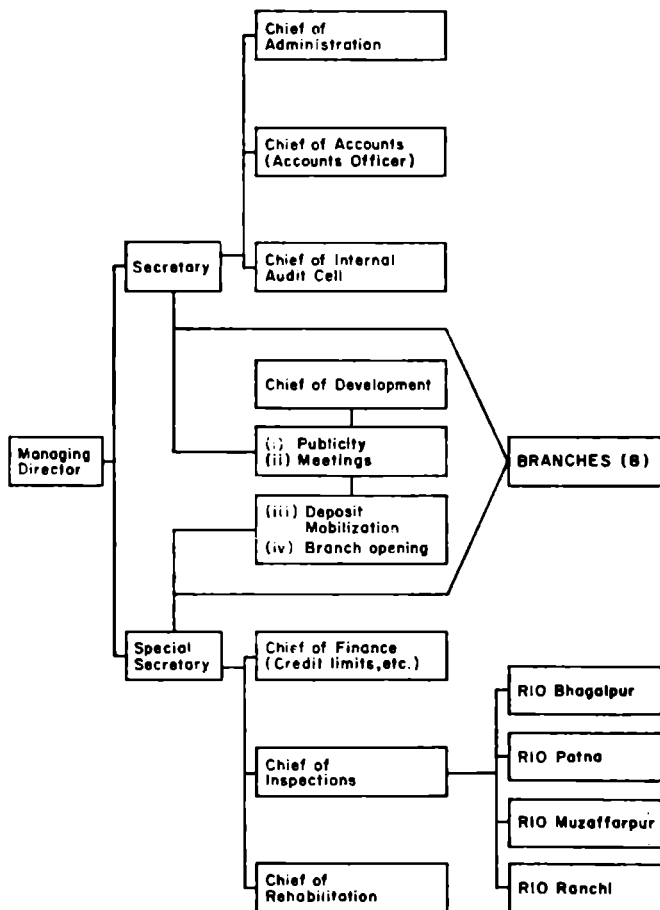 Chief of
Administration
Chief of Accounts
(Accounts Officer)
Secretary
Chief of Internal
Audit Cell
Chief of Development
Managing
Director
(i) Publicity
(ii) Meetings
BRANCHES (8)
(iii) Deposit
Mobilization
(iv) Branch opening
Special
Secretary
Chief of Finance
(Credit limits, etc.)
RIO Bhagalpur
Chief of
Inspections
RIO Patna
RIO Muzaffarpur
Chief of
Rehabilitation
RIO Ranchi